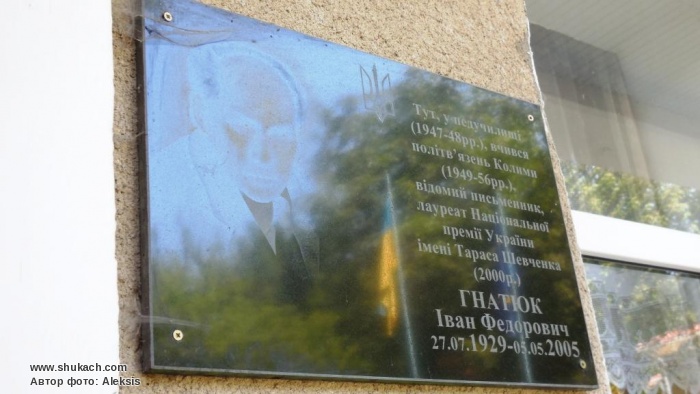 Тут, у педучилищі
(1947-48рр.), вчився
політв'язень Колими
(1949-56рр.),
відомий письменник,
лауреат Національної
премії України
імені Тараса Шевченка
(2000р.)
ГНАТЮК
Іван Федорович
27.07.1929-05.05.2005
www.shukach.com
Автор фото: Aleksis